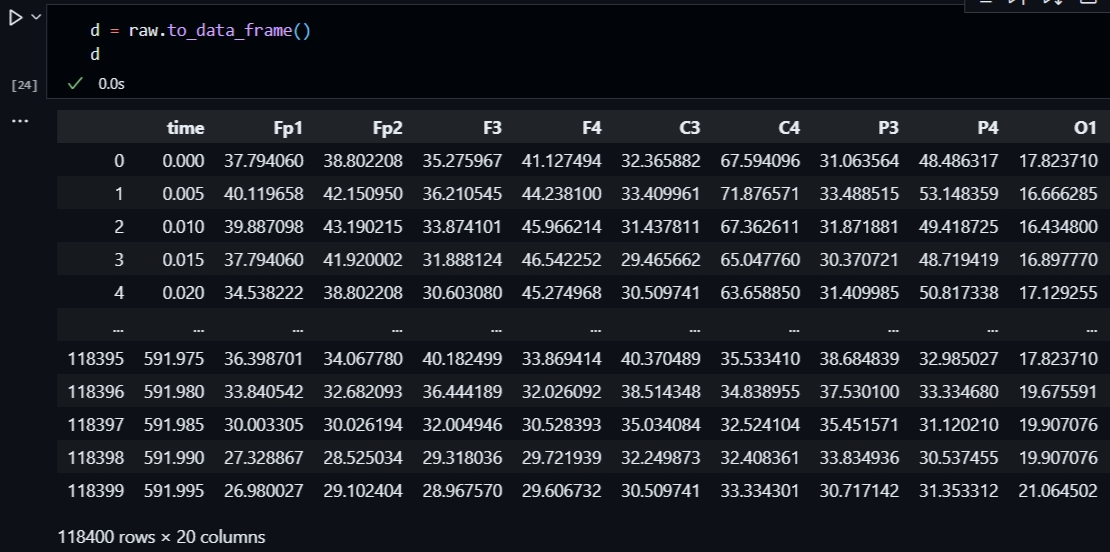 d = raw.to_data_frame()
d
[24] ✓ 0.0s
...
time Fp1 Fp2 F3 F4 C3 C4 P3 P4 O1
0 0.000 37.794060 38.802208 35.275967 41.127494 32.365882 67.594096 31.063564 48.486317 17.823710
1 0.005 40.119658 42.150950 36.210545 44.238100 33.409961 71.876571 33.488515 53.148359 16.666285
2 0.010 39.887098 43.190215 33.874101 45.966214 31.437811 67.362611 31.871881 49.418725 16.434800
3 0.015 37.794060 41.920002 31.888124 46.542252 29.465662 65.047760 30.370721 48.719419 16.897770
4 0.020 34.538222 38.802208 30.603080 45.274968 30.509741 63.658850 31.409985 50.817338 17.129255
... ... ... ... ... ... ... ... ... ... ...
118395 591.975 36.398701 34.067780 40.182499 33.869414 40.370489 35.533410 38.684839 32.985027 17.823710
118396 591.980 33.840542 32.682093 36.444189 32.026092 38.514348 34.838955 37.530100 33.334680 19.675591
118397 591.985 30.003305 30.026194 32.004946 30.528393 35.034084 32.524104 35.451571 31.120210 19.907076
118398 591.990 27.328867 28.525034 29.318036 29.721939 32.249873 32.408361 33.834936 30.537455 19.907076
118399 591.995 26.980027 29.102404 28.967570 29.606732 30.509741 33.334301 30.717142 31.353312 21.064502
118400 rows × 20 columns